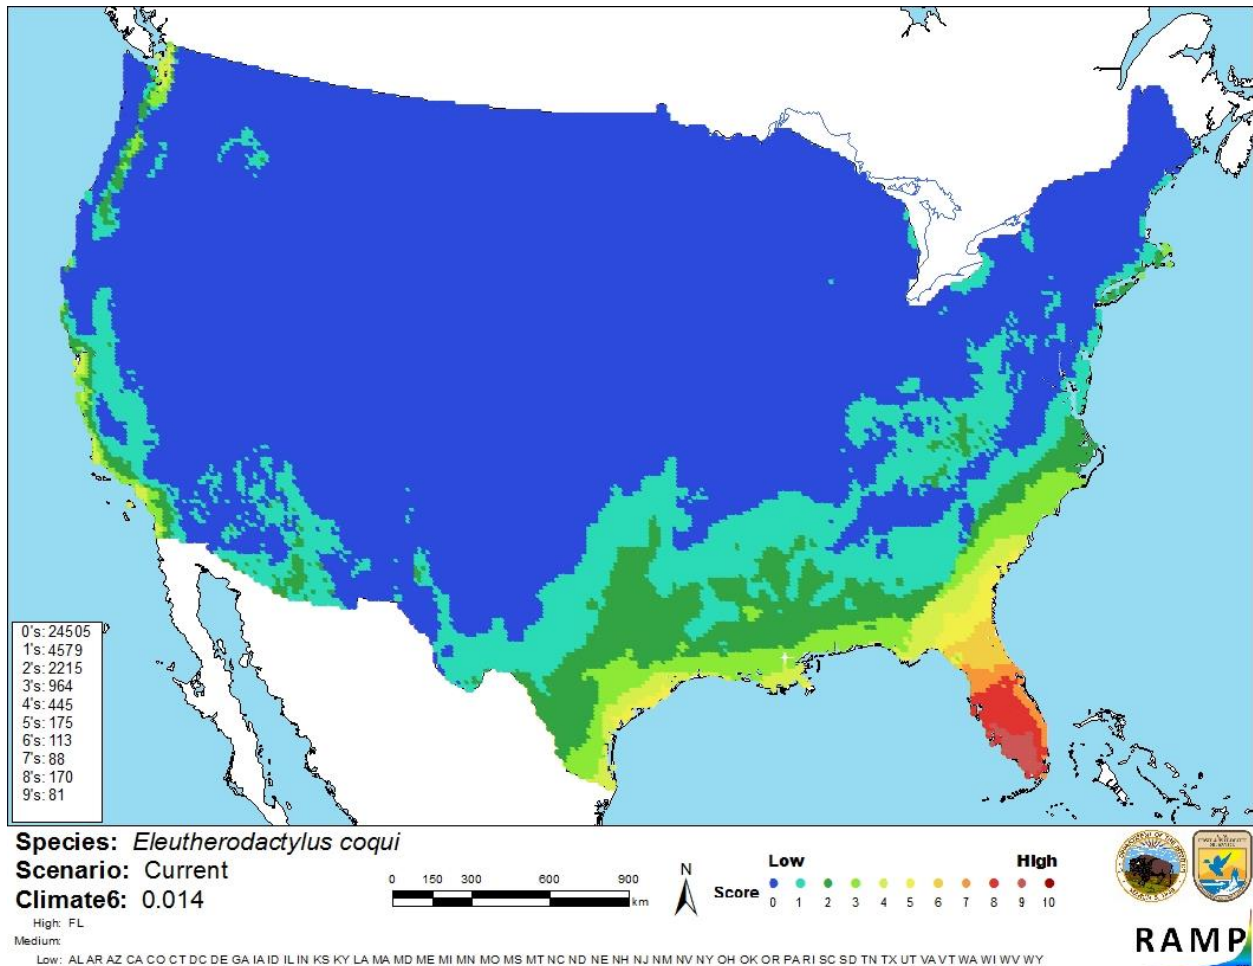 0's: 24505
1's: 4579
2's: 2215
3's: 964
4's: 445
5's: 175
6's: 113
7's: 88
8's: 170
9's: 81
Species: Eleutherodactylus coqui
Scenario: Current
Climate6: 0.014
High: FL
Medium:
Low: AL AR AZ CA CO CT DC DE GA IA ID IL IN KS KY LA MA MD ME MI MN MO MS MT NC ND NE NH NJ NM NV NY OH OK OR PA RI SC SD TN TX UT VA VT WA WI WV WY
0 150 300 600 900
km
N
Low High
Score
0 1 2 3 4 5 6 7 8 9 10
RAMP